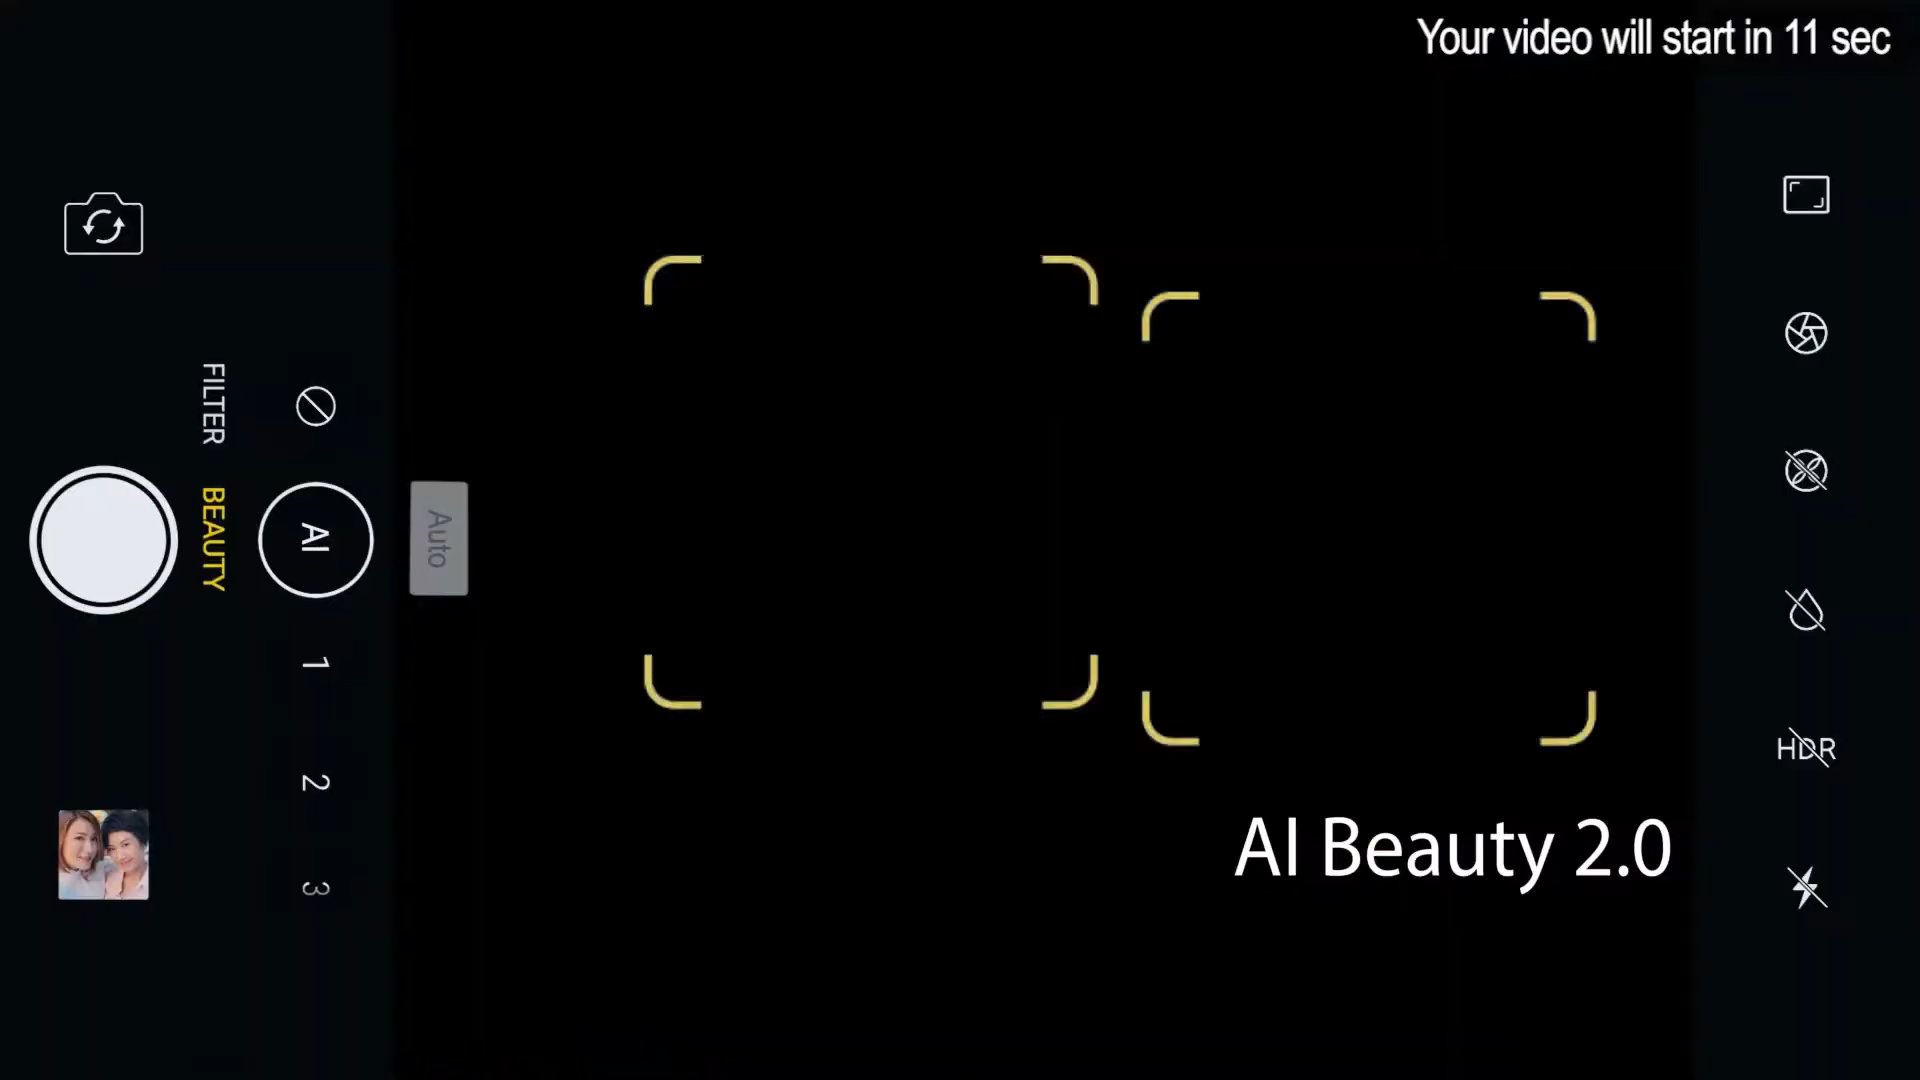 Your video will start in 11 sec
FILTER
BEAUTY
AI
1
2
3
Auto
HDR
AI Beauty 2.0